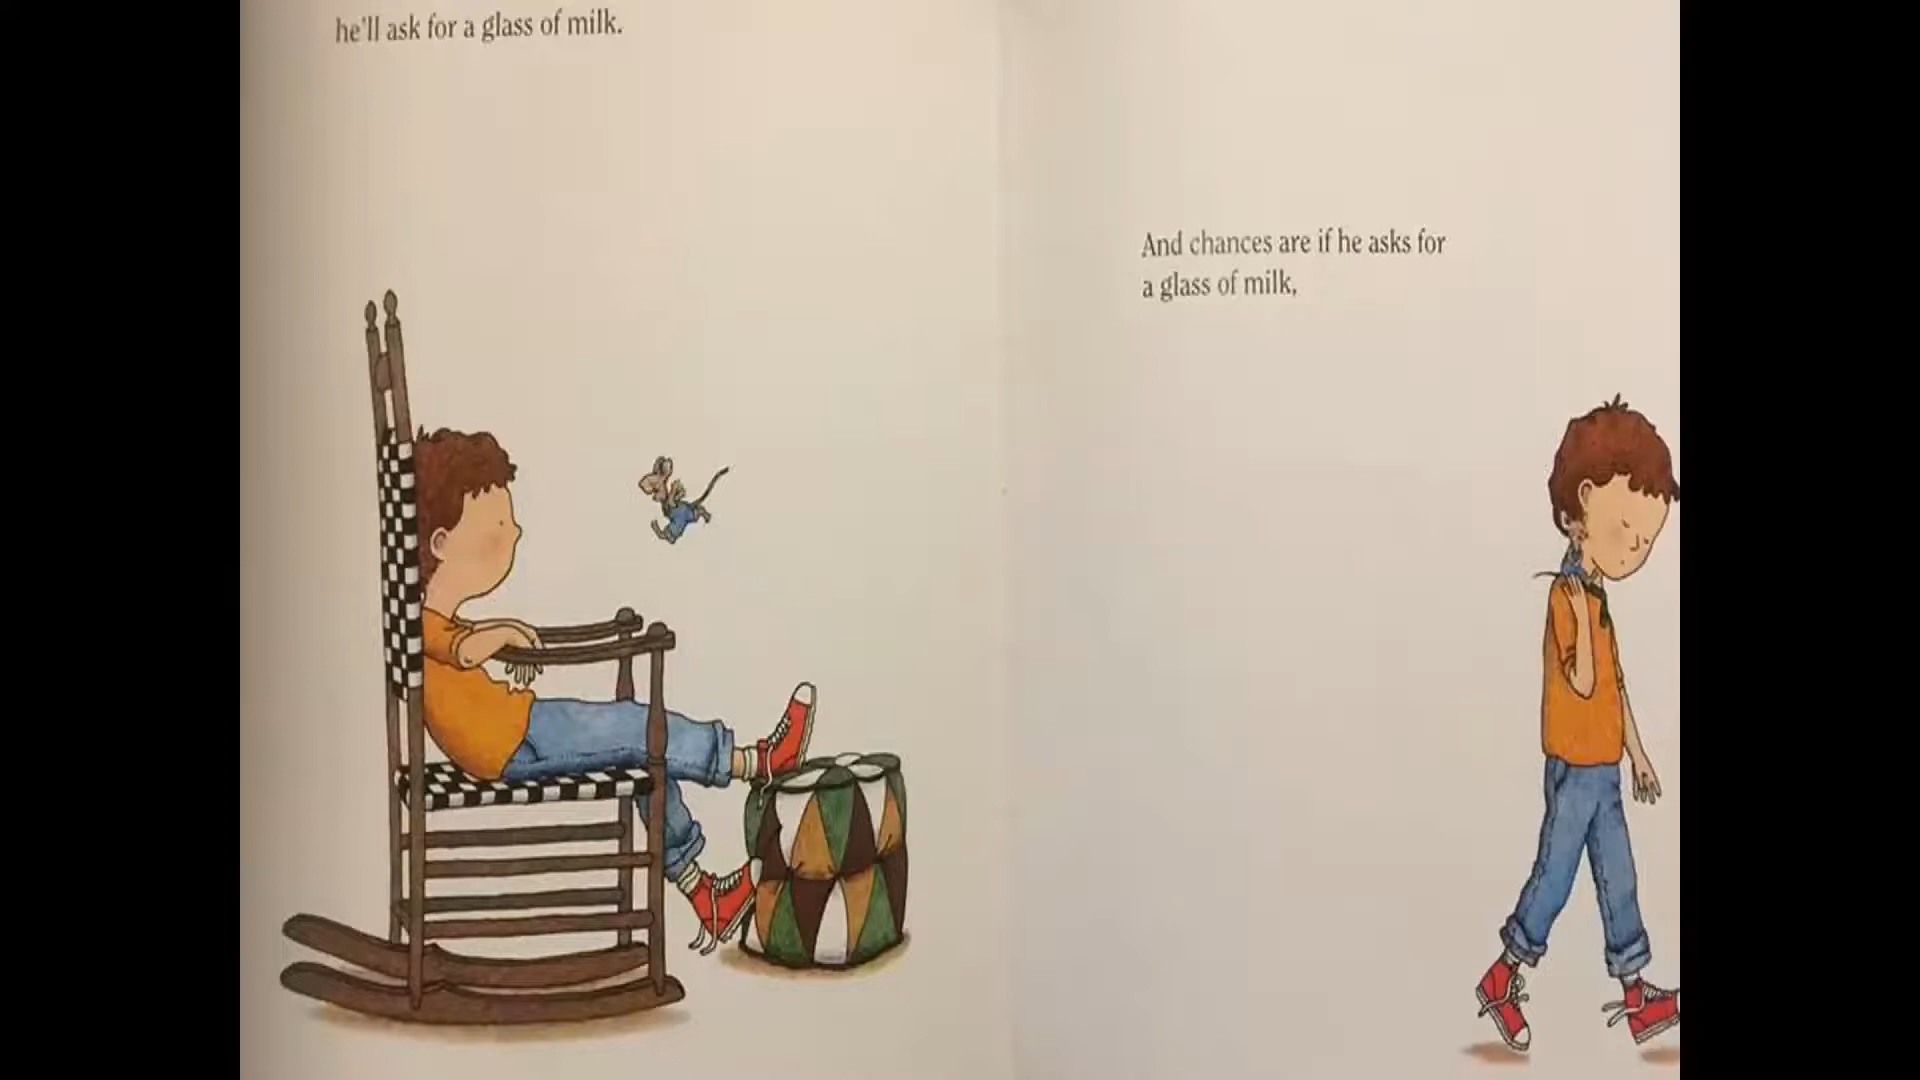 he'll ask for a glass of milk.
And chances are if he asks for
a glass of milk,